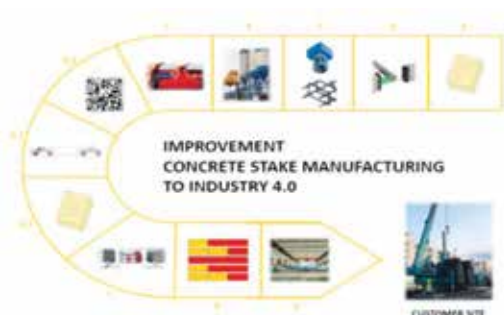 IMPROVEMENT
CONCRETE STAKE MANUFACTURING
TO INDUSTRY 4.0
CUSTOMER SITE